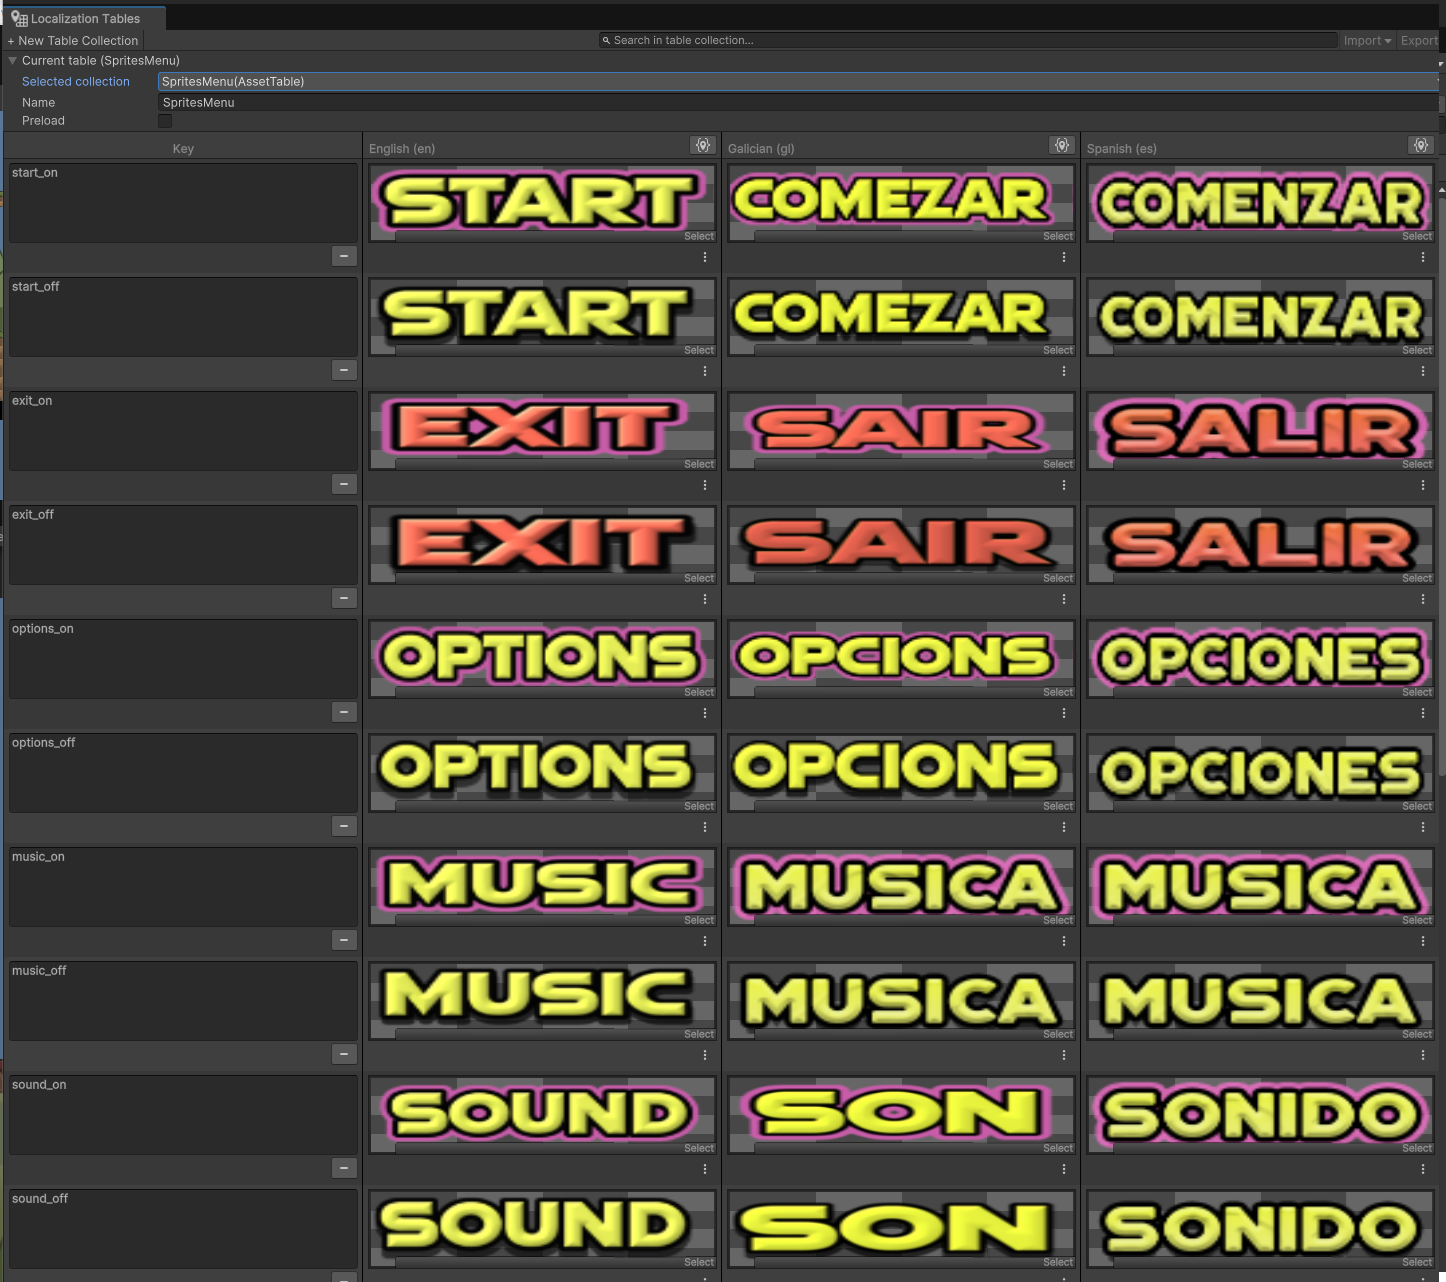 Localization Tables
+ New Table Collection
Search in table collection...
Import
Export
Current table (SpritesMenu)
Selected collection
SpritesMenu(AssetTable)
Name
SpritesMenu
Preload
Key
English (en)
Galician (gl)
Spanish (es)
start_on
START
COMEZAR
COMENZAR
Select
Select
Select
start_off
START
COMEZAR
COMENZAR
Select
Select
Select
exit_on
EXIT
SAIR
SALIR
Select
Select
Select
exit_off
EXIT
SAIR
SALIR
Select
Select
Select
options_on
OPTIONS
OPCIONS
OPCIONES
Select
Select
Select
options_off
OPTIONS
OPCIONS
OPCIONES
Select
Select
Select
music_on
MUSIC
MUSICA
MUSICA
Select
Select
Select
music_off
MUSIC
MUSICA
MUSICA
Select
Select
Select
sound_on
SOUND
SON
SONIDO
Select
Select
Select
sound_off
SOUND
SON
SONIDO
Select
Select
Select